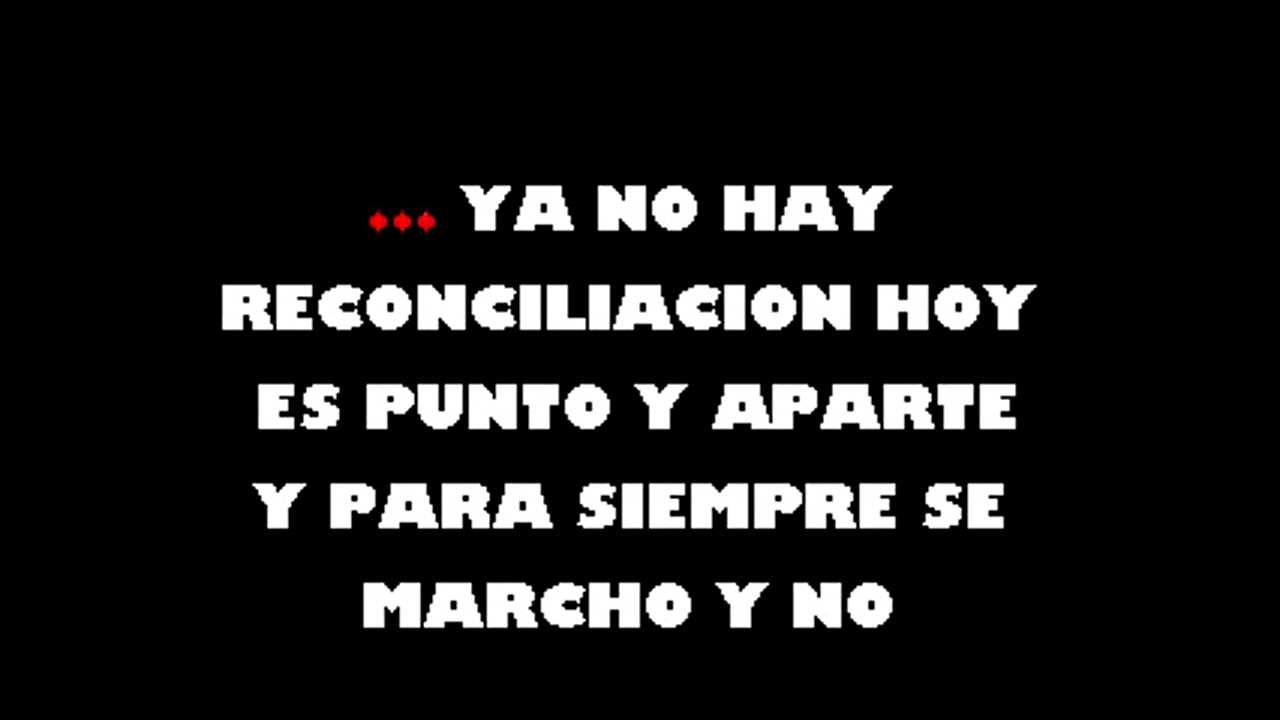 ... YA NO HAY
RECONCILIACION HOY
ES PUNTO Y APARTE
Y PARA SIEMPRE SE
MARCHO Y NO